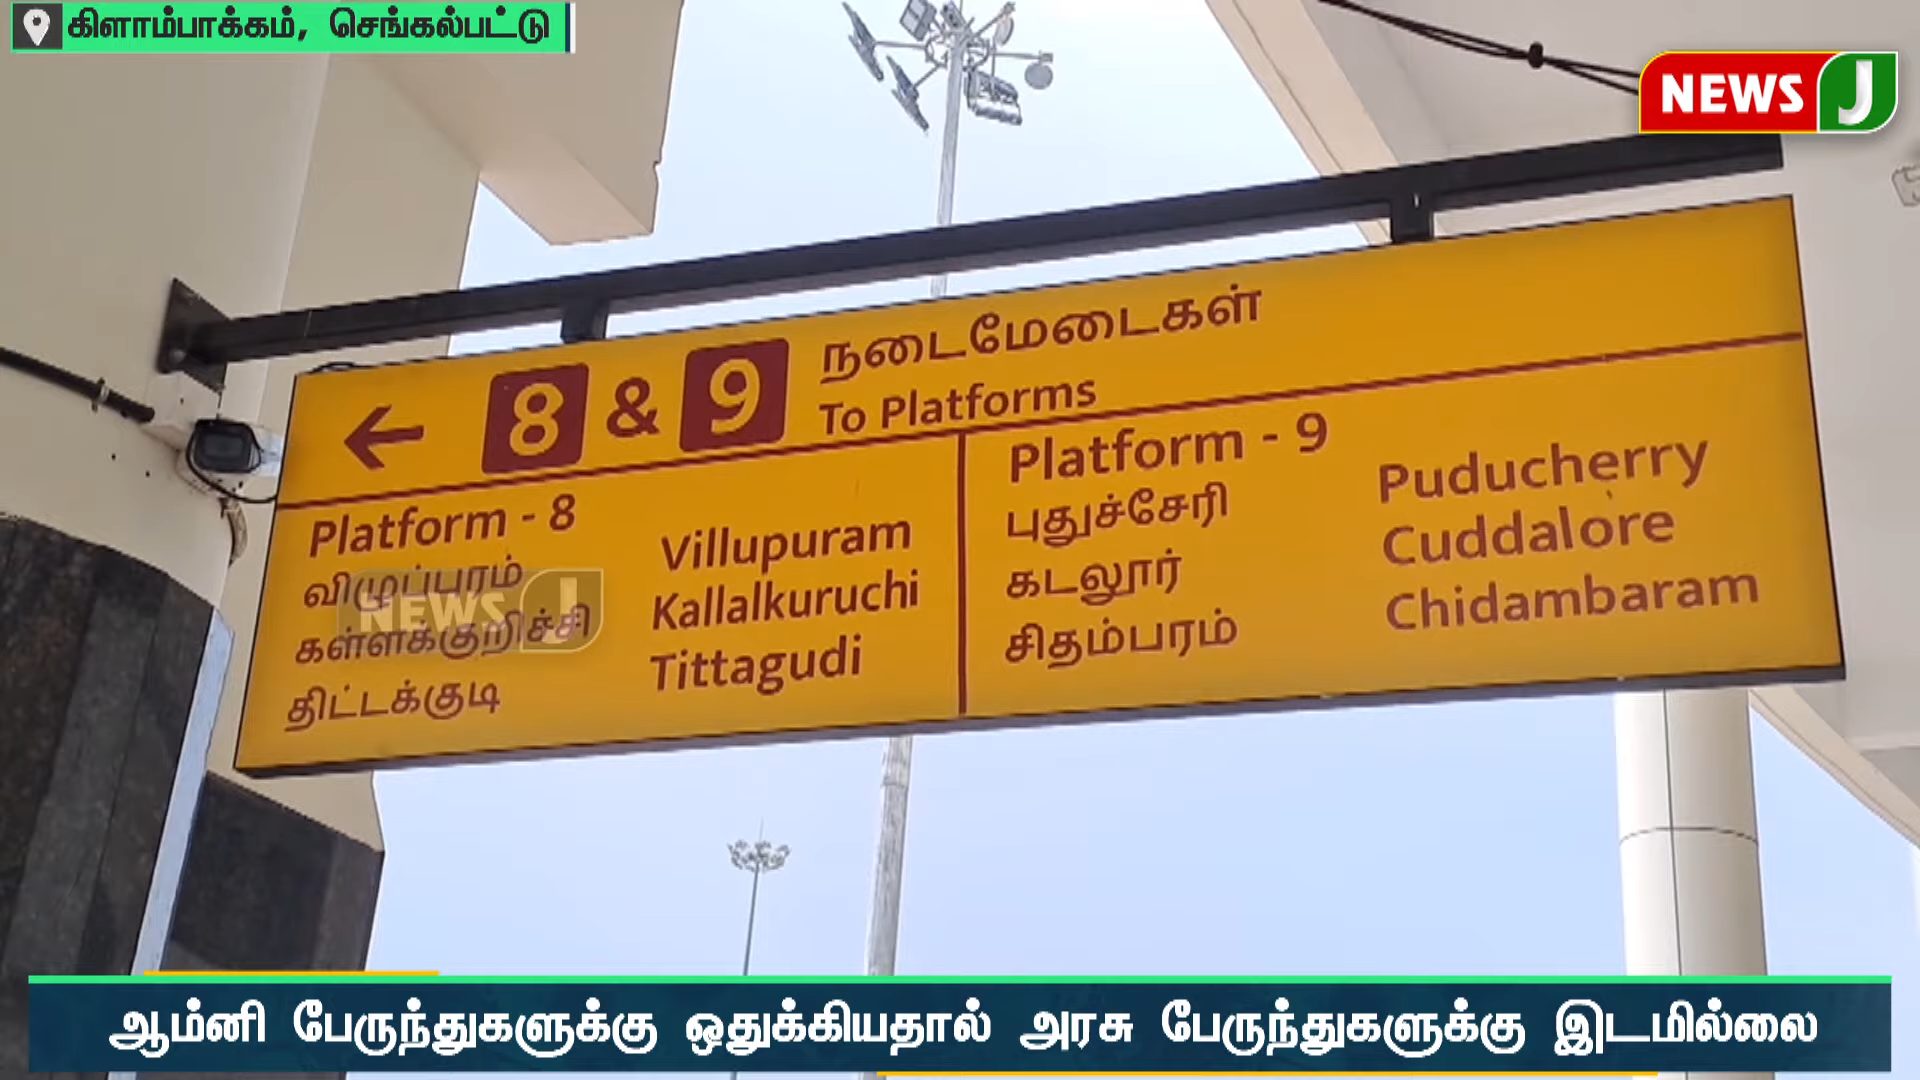 கிளாம்பாக்கம், செங்கல்பட்டு
NEWS J
8 & 9 நடைமேடைகள்
To Platforms
Platform - 8
விழுப்புரம் Villupuram
கள்ளக்குறிச்சி Kallalkuruchi
திட்டக்குடி Tittagudi
Platform - 9
புதுச்சேரி Puducherry
கடலூர் Cuddalore
சிதம்பரம் Chidambaram
NEWS J
ஆம்னி பேருந்துகளுக்கு ஒதுக்கியதால் அரசு பேருந்துகளுக்கு இடமில்லை